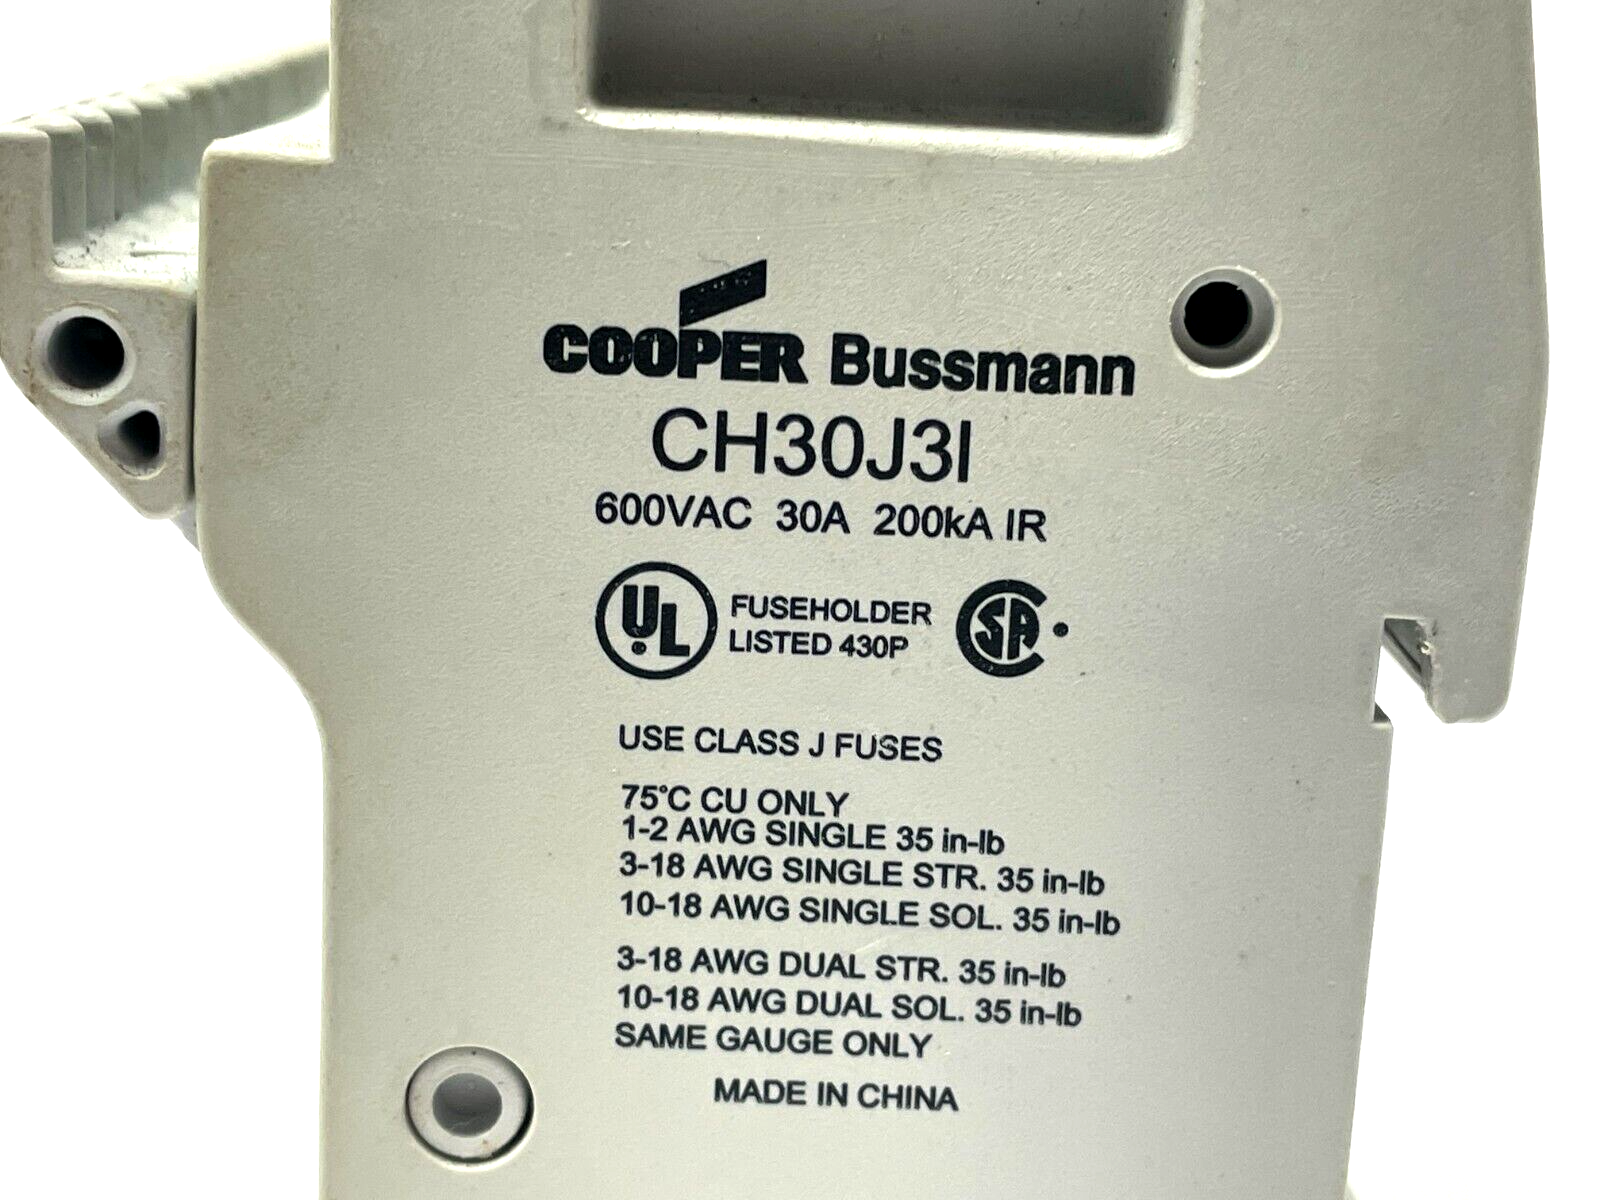 COOPER Bussmann
CH30J3I
600VAC 30A 200kA IR
UL FUSEHOLDER SA
LISTED 430P
USE CLASS J FUSES
75°C CU ONLY
1-2 AWG SINGLE 35 in-lb
3-18 AWG SINGLE STR. 35 in-lb
10-18 AWG SINGLE SOL. 35 in-lb
3-18 AWG DUAL STR. 35 in-lb
10-18 AWG DUAL SOL. 35 in-lb
SAME GAUGE ONLY
MADE IN CHINA